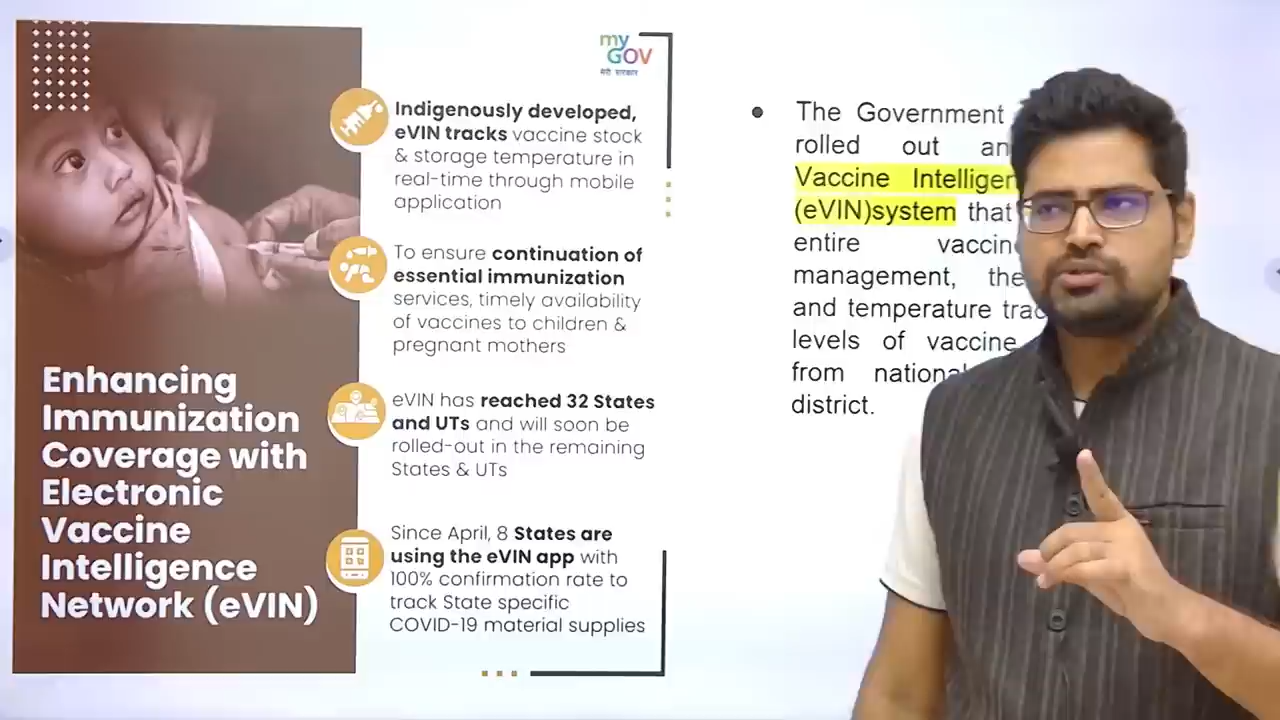 my
GOV
मेरी सरकार
Indigenously developed,
eVIN tracks vaccine stock
& storage temperature in
real-time through mobile
application
To ensure continuation of
essential immunization
services, timely availability
of vaccines to children &
pregnant mothers
eVIN has reached 32 States
and UTs and will soon be
rolled-out in the remaining
States & UTs
Since April, 8 States are
using the eVIN app with
100% confirmation rate to
track State specific
COVID-19 material supplies
Enhancing
Immunization
Coverage with
Electronic
Vaccine
Intelligence
Network (eVIN)
The Government
rolled out an
Vaccine
(eVIN)system that
entire
management,
and temperature
levels of vaccine
from national
district.